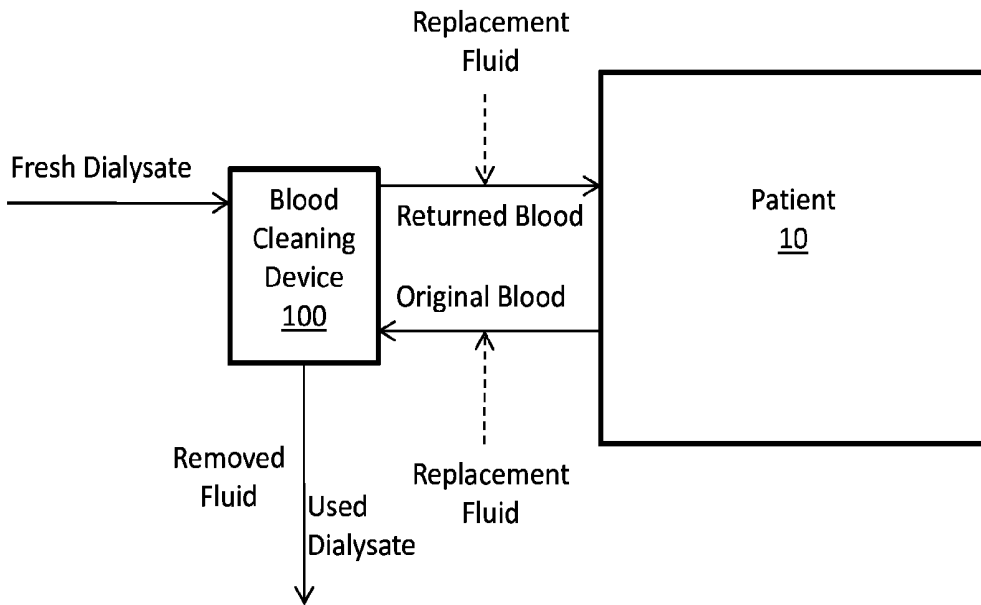 Replacement
Fluid
Fresh Dialysate
Blood
Cleaning
Device
100
Returned Blood
Original Blood
Patient
10
Removed
Fluid
Used
Dialysate
Replacement
Fluid